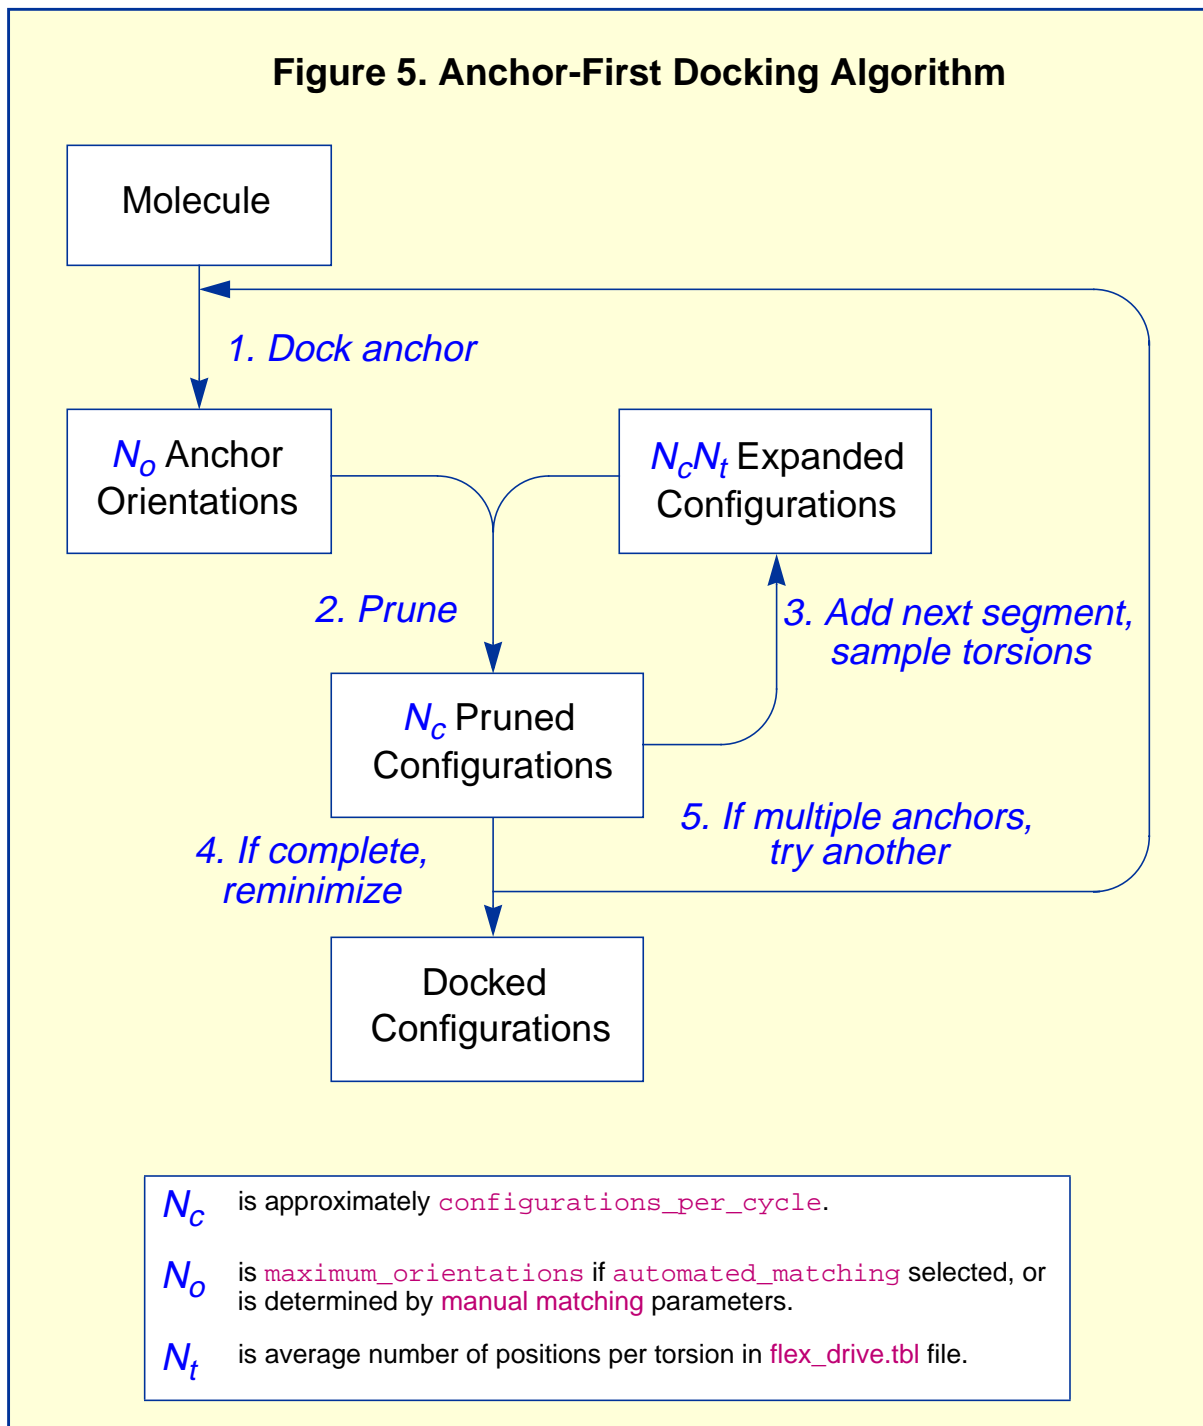 Figure 5. Anchor-First Docking Algorithm
Molecule
1. Dock anchor
No Anchor
Orientations
NcNt Expanded
Configurations
2. Prune
3. Add next segment,
sample torsions
Nc Pruned
Configurations
4. If complete,
reminimize
5. If multiple anchors,
try another
Docked
Configurations
Nc is approximately configurations_per_cycle.
No is maximum_orientations if automated_matching selected, or
is determined by manual matching parameters.
Nt is average number of positions per torsion in flex_drive.tbl file.